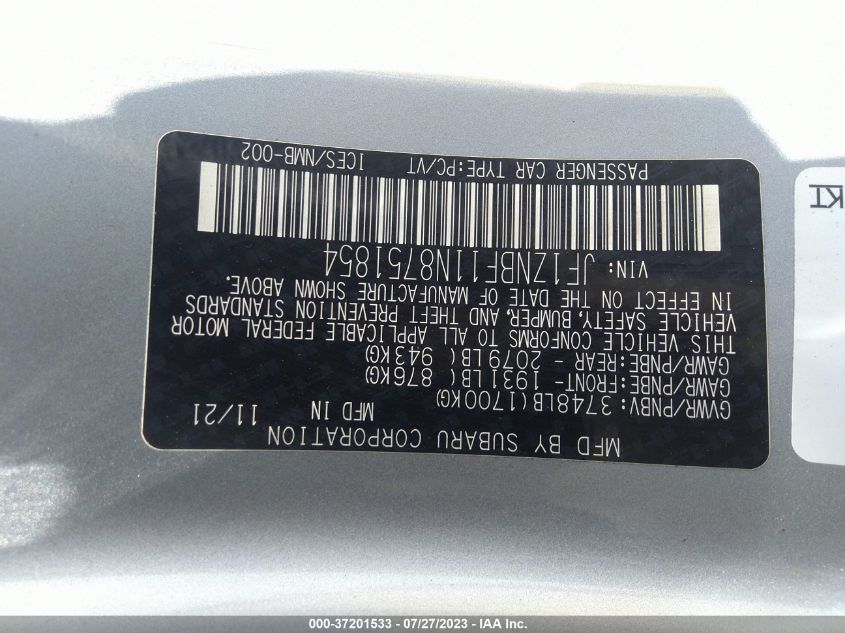 MFD BY SUBARU CORPORATION
11/21 MFD IN
GVWR/PNBV: 3748LB(1700KG)
GAWR/PNBE:FRONT- 1931LB( 876KG)
GAWR/PNBE:REAR - 2079LB( 943KG)
THIS VEHICLE CONFORMS TO ALL APPLICABLE FEDERAL MOTOR
VEHICLE SAFETY, BUMPER, AND THEFT PREVENTION STANDARDS
IN EFFECT ON THE DATE OF MANUFACTURE SHOWN ABOVE.
VIN: JF1ZNBF11N8751854
PASSENGER CAR TYPE:PC/VT 1CES/NMB-002
KI
000-37201533 - 07/27/2023 - IAA Inc.